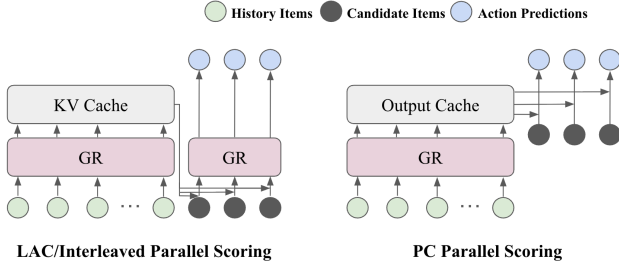 History Items Candidate Items Action Predictions
KV Cache
GR
GR
LAC/Interleaved Parallel Scoring
Output Cache
GR
PC Parallel Scoring